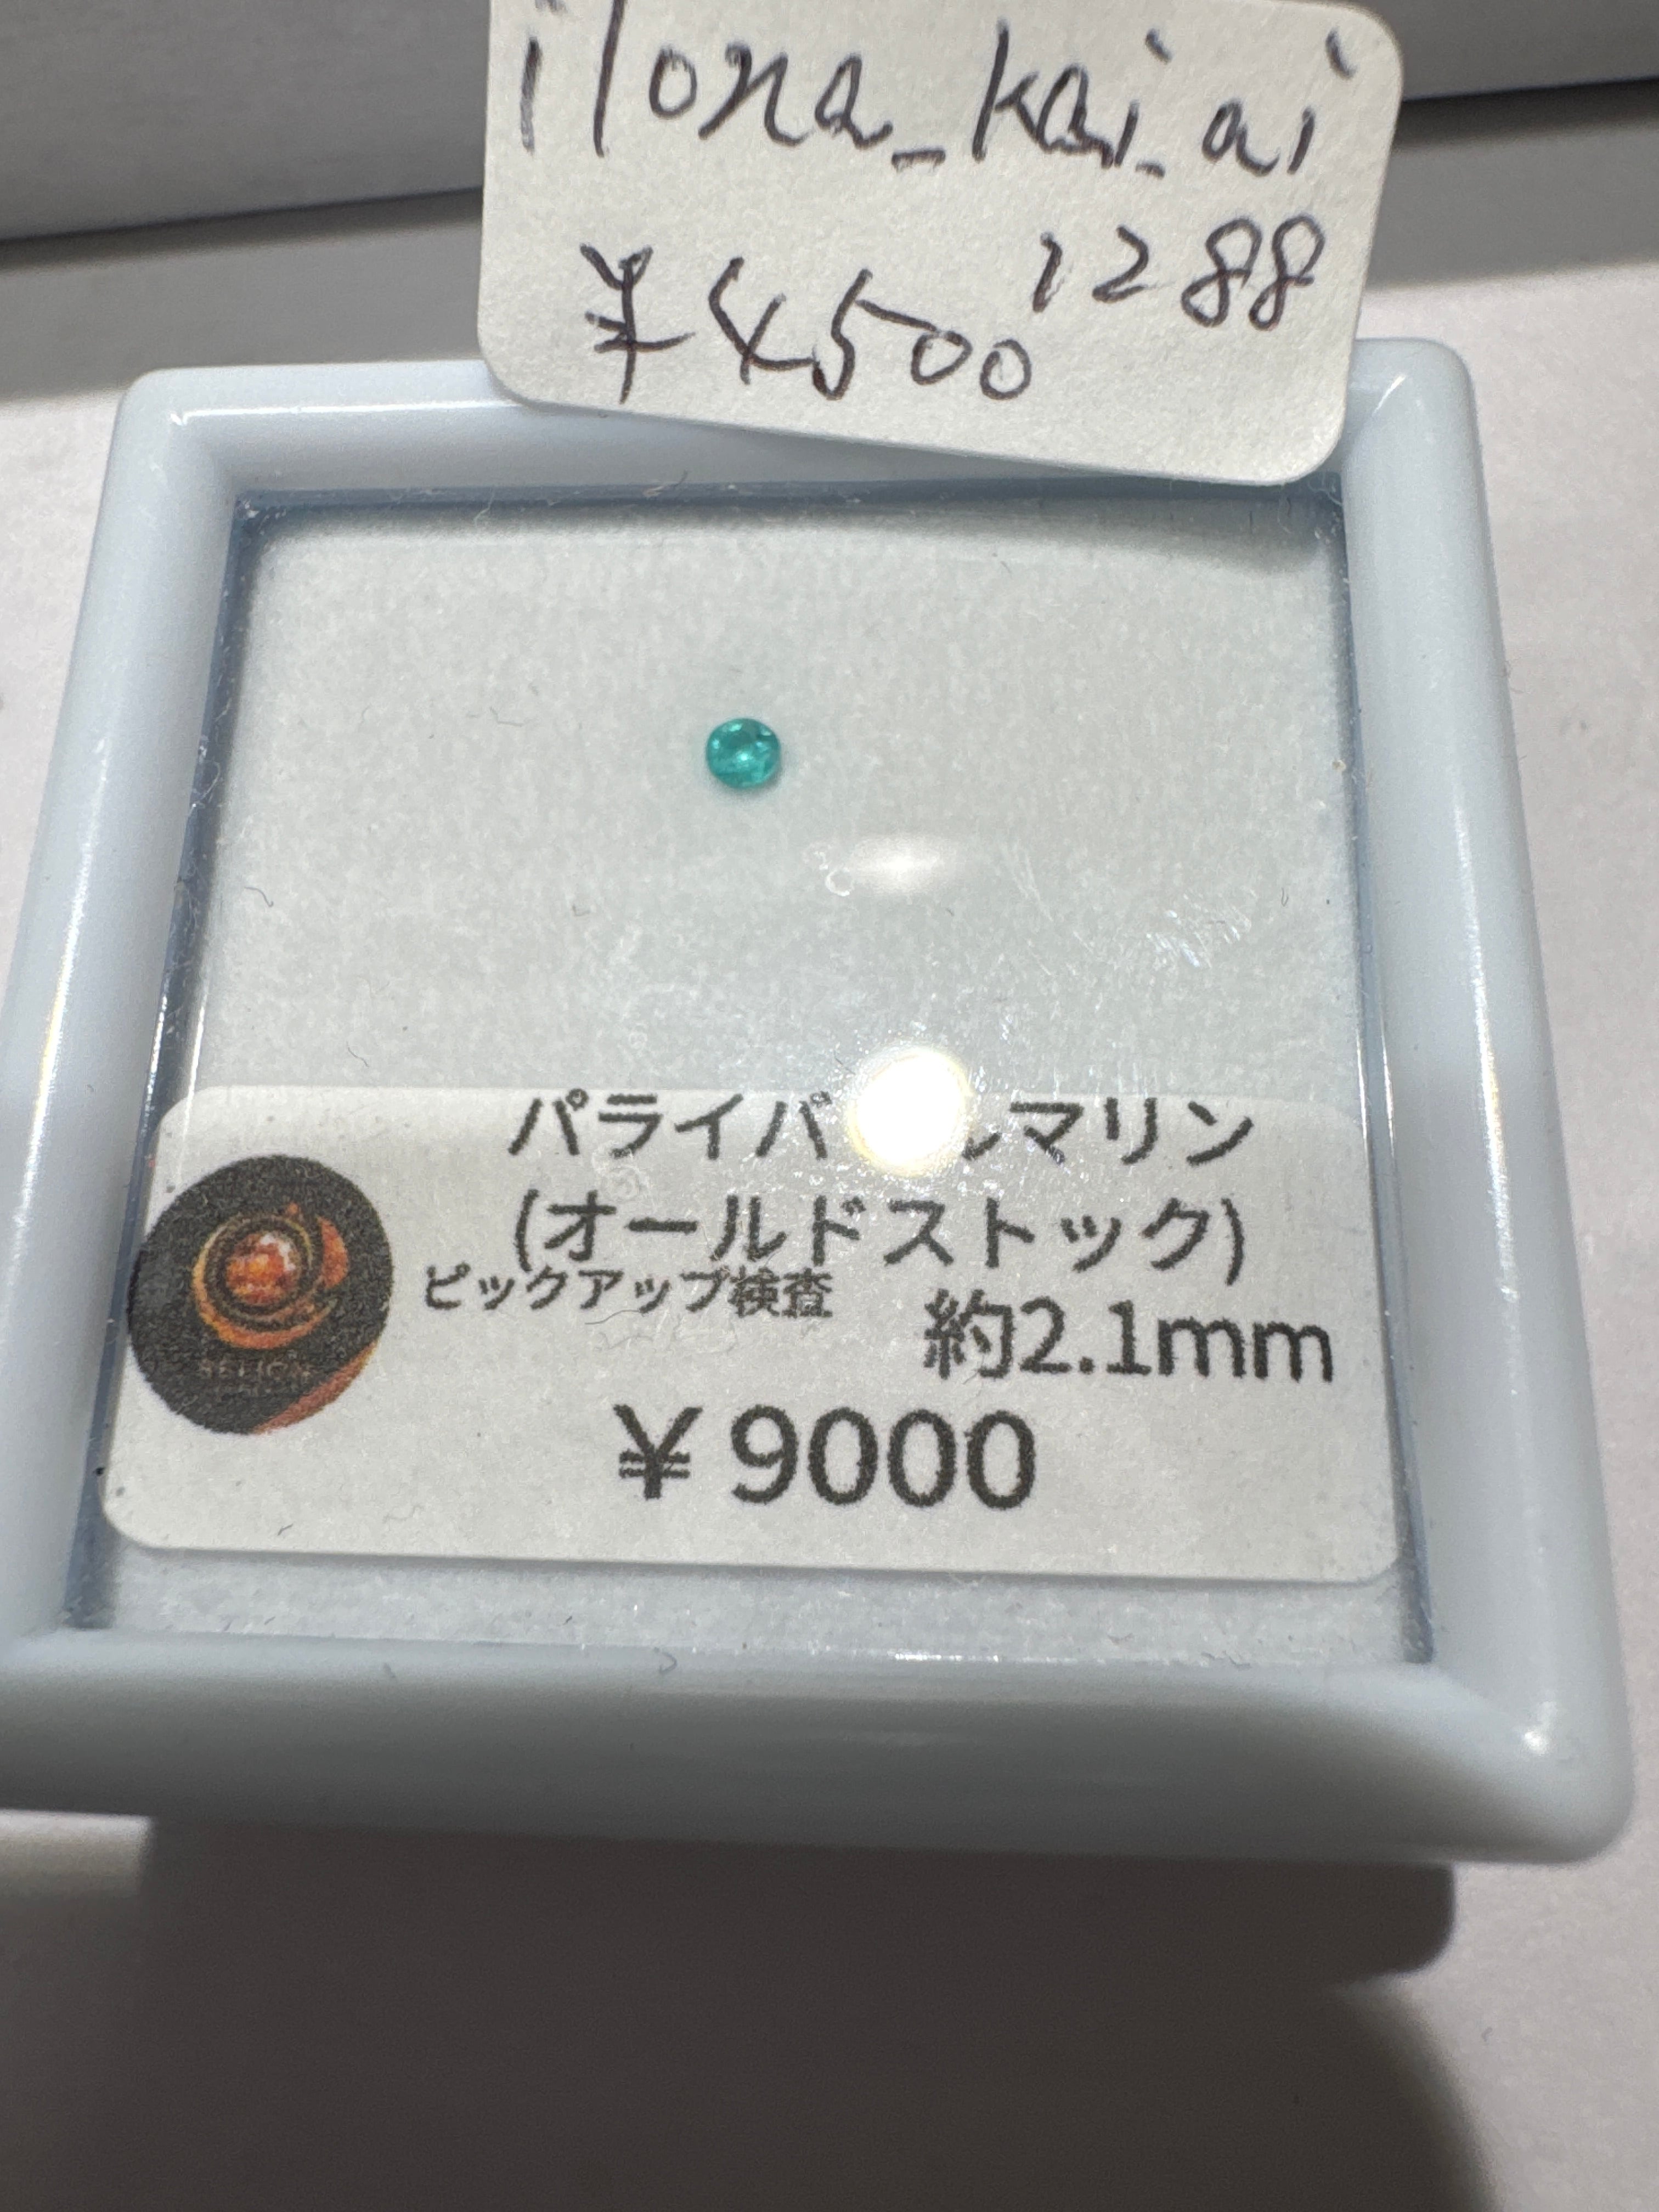 ilona_kai_ai
1288
¥4500
パライバ マリン
(オールドストック)
ピックアップ検査
約2.1mm
¥9000